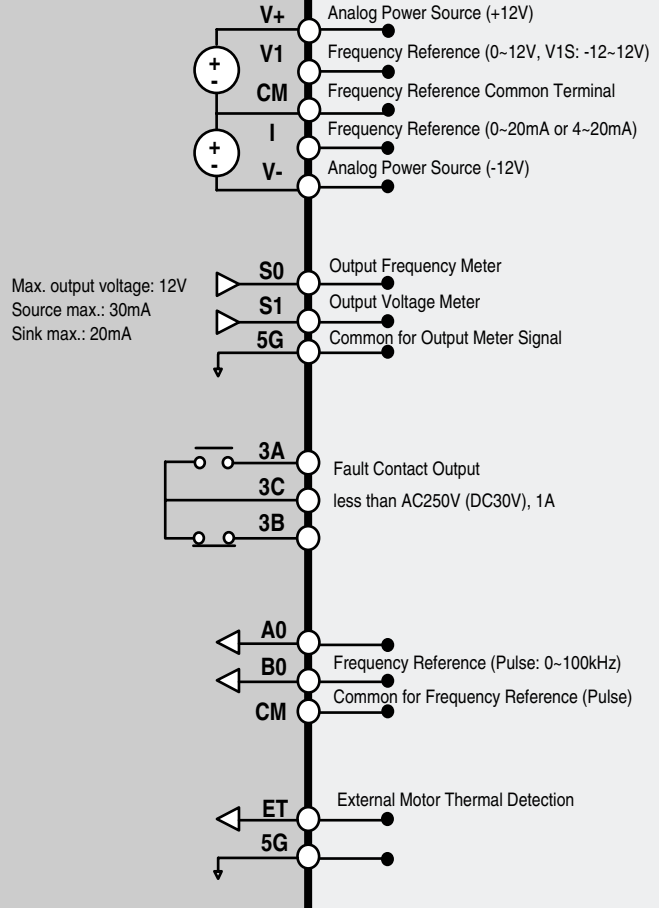 V+ Analog Power Source (+12V)
V1 Frequency Reference (0~12V, V1S: -12~12V)
+
-
CM Frequency Reference Common Terminal
I Frequency Reference (0~20mA or 4~20mA)
+
-
V- Analog Power Source (-12V)
S0 Output Frequency Meter
Max. output voltage: 12V
Source max.: 30mA
Sink max.: 20mA
S1 Output Voltage Meter
5G Common for Output Meter Signal
3A
Fault Contact Output
3C
less than AC250V (DC30V), 1A
3B
A0
B0 Frequency Reference (Pulse: 0~100kHz)
CM Common for Frequency Reference (Pulse)
ET External Motor Thermal Detection
5G